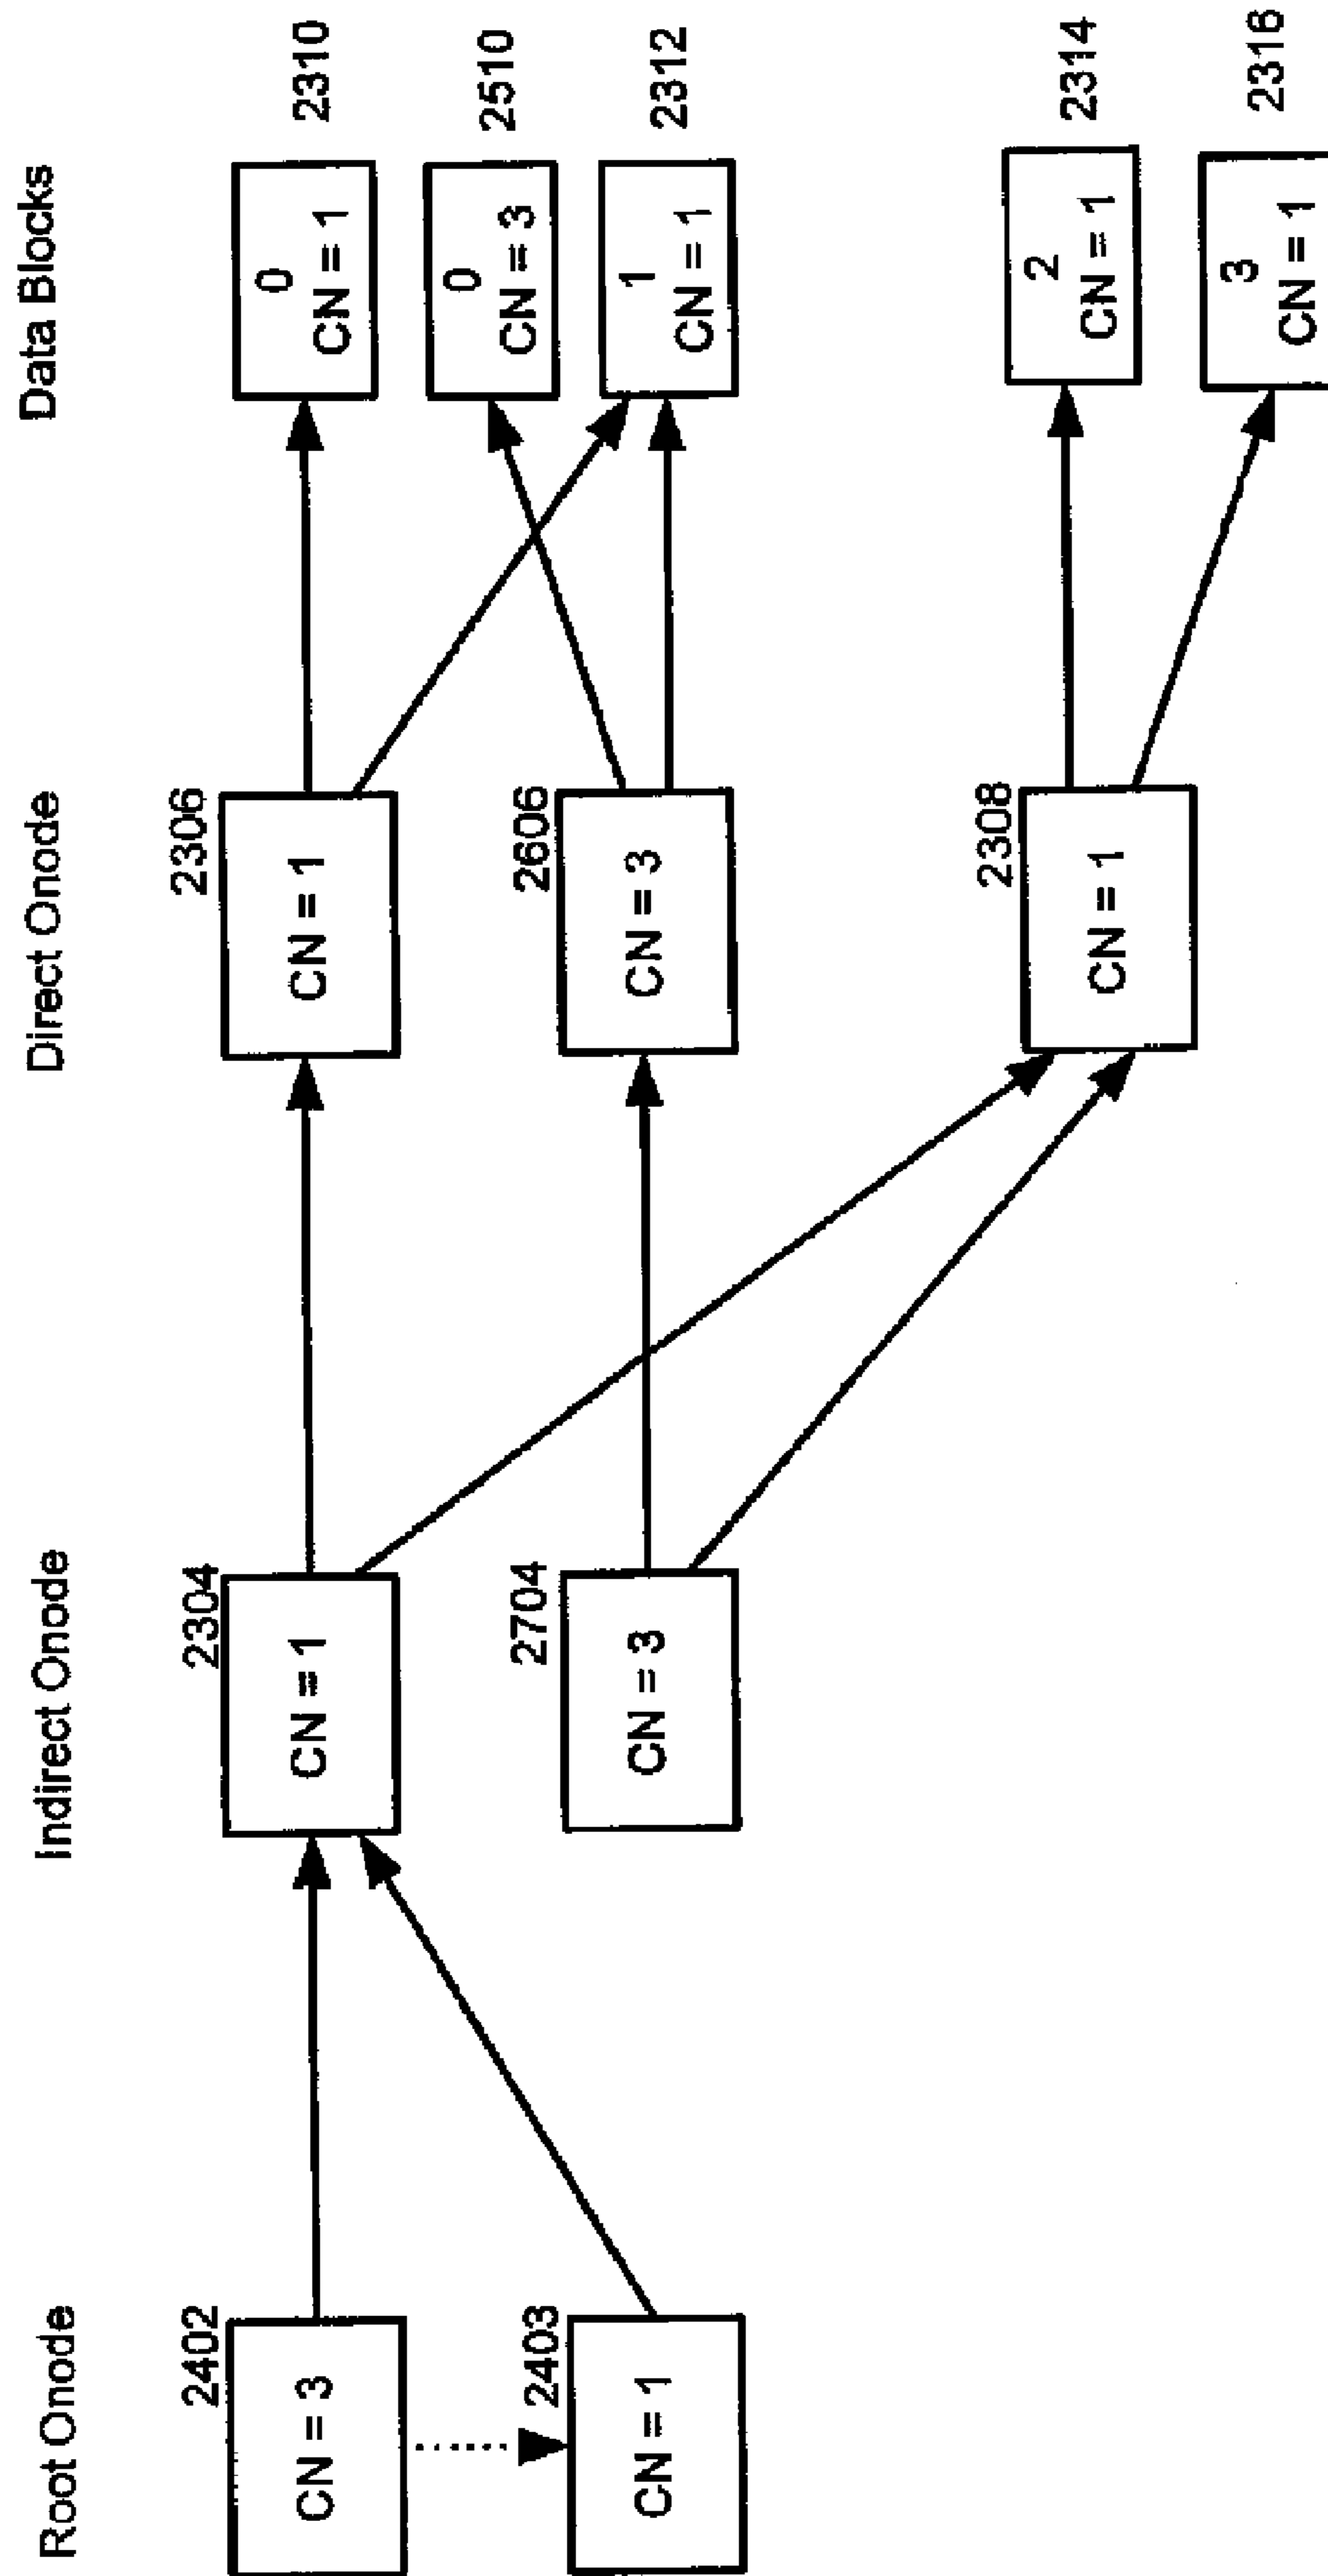 Root Onode
Indirect Onode
Direct Onode
Data Blocks
2402
CN = 3
2304
CN = 1
2306
CN = 1
0
CN = 1
2310
0
CN = 3
2510
2403
CN = 1
2704
CN = 3
2606
CN = 3
1
CN = 1
2312
2308
CN = 1
2
CN = 1
2314
3
CN = 1
2316